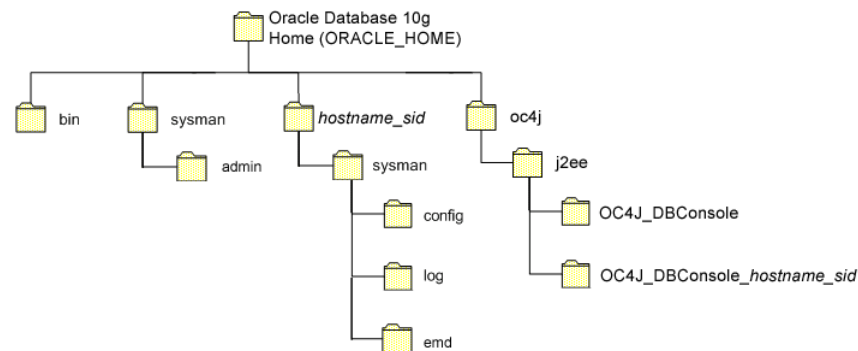 Oracle Database 10g
Home (ORACLE_HOME)
bin
sysman
hostname_sid
oc4j
admin
sysman
j2ee
config
OC4J_DBConsole
log
OC4J_DBConsole_hostname_sid
emd